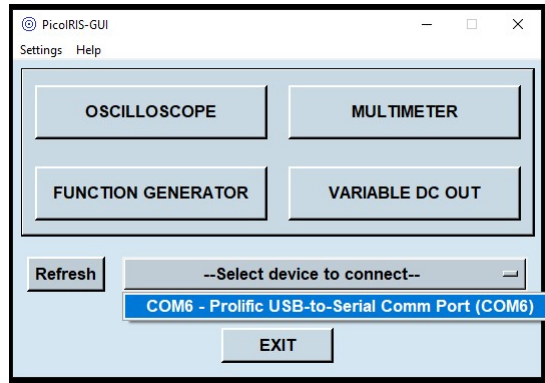 PicoIRIS-GUI
Settings Help
OSCILLOSCOPE
MULTIMETER
FUNCTION GENERATOR
VARIABLE DC OUT
Refresh
--Select device to connect--
COM6 - Prolific USB-to-Serial Comm Port (COM6)
EXIT